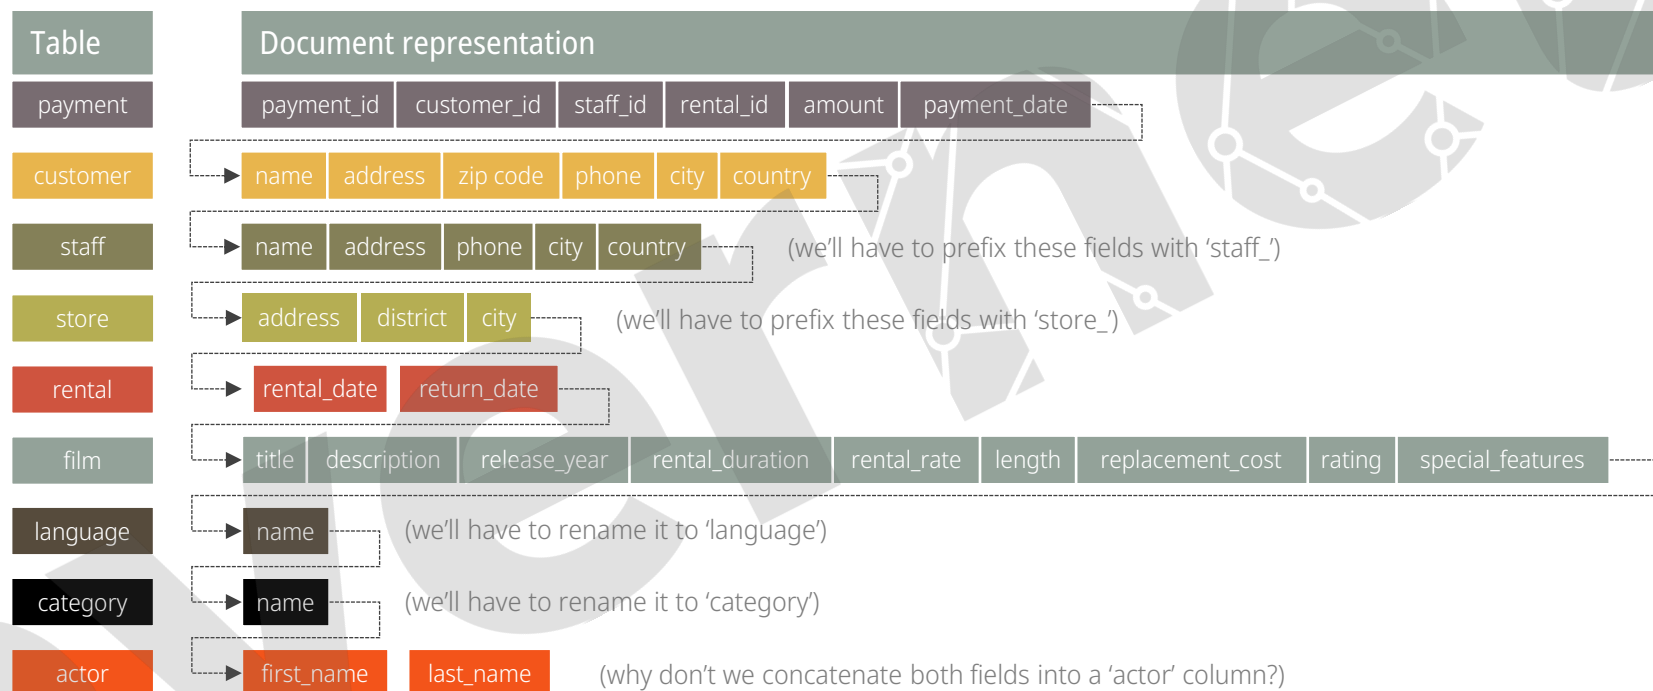 Table Document representation
payment payment_id customer_id staff_id rental_id amount payment_date
customer name address zip code phone city country
staff name address phone city country (we'll have to prefix these fields with ‘staff_’)
store address district city (we'll have to prefix these fields with ‘store_’)
rental rental_date return_date
film title description release_year rental_duration rental_rate length replacement_cost rating special_features
language name (we'll have to rename it to ‘language’)
category name (we'll have to rename it to ‘category’)
actor first_name last_name (why don't we concatenate both fields into a ‘actor’ column?)